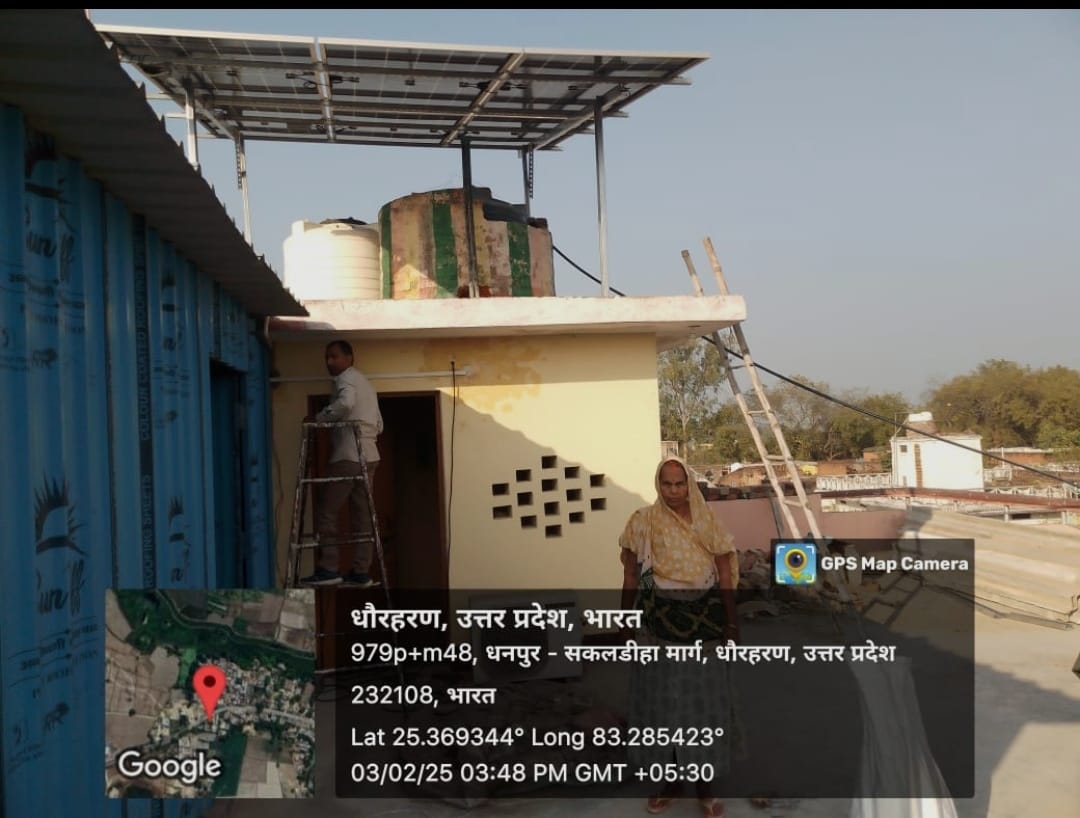 GPS Map Camera
धौरहरण, उत्तर प्रदेश, भारत
979p+m48, धनपुर - सकलडीहा मार्ग, धौरहरण, उत्तर प्रदेश
232108, भारत
Lat 25.369344° Long 83.285423°
03/02/25 03:48 PM GMT +05:30
Google